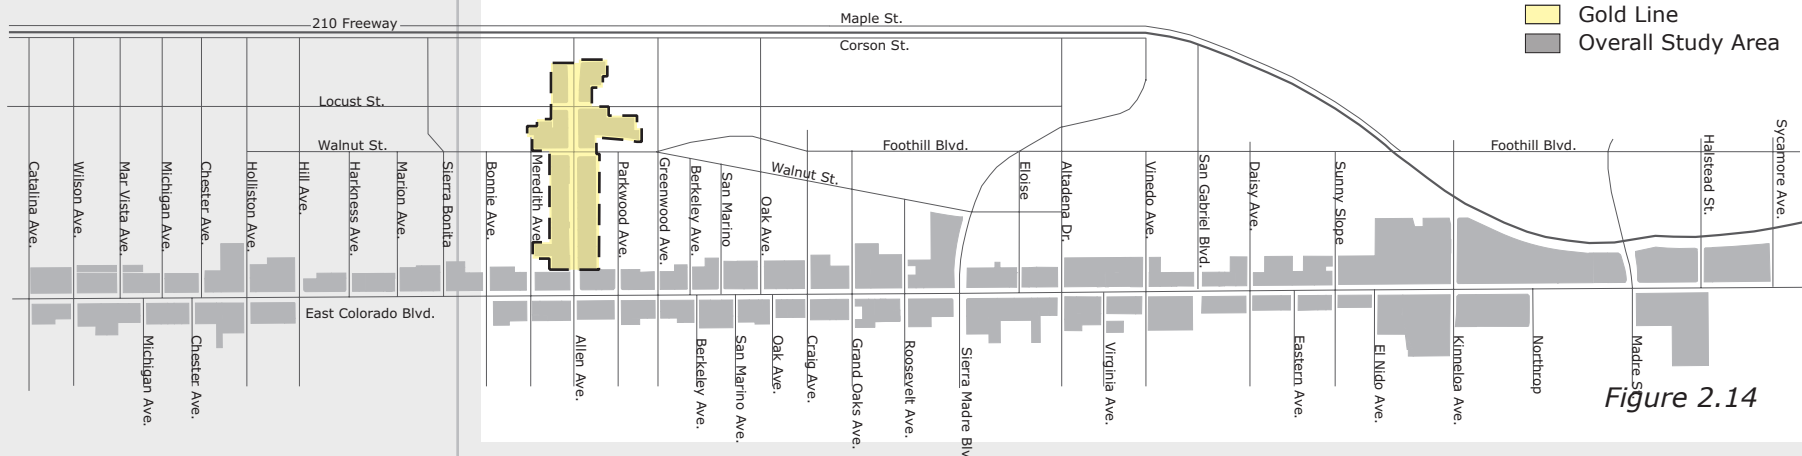 Gold Line
Overall Study Area
210 Freeway
Maple St.
Corson St.
Locust St.
Walnut St.
Foothill Blvd.
Foothill Blvd.
Walnut St.
Catalina Ave.
Wilson Ave.
Mar Vista Ave.
Michigan Ave.
Chester Ave.
Holliston Ave.
Hill Ave.
Harkness Ave.
Marion Ave.
Sierra Bonita
Bonnie Ave.
Meredith Ave.
Parkwood Ave.
Greenwood Ave.
Berkeley Ave.
San Marino
Oak Ave.
Eloise
Altadena Dr.
Vinedo Ave.
San Gabriel Blvd.
Daisy Ave.
Sunny Slope
Halstead St.
Sycamore Ave.
East Colorado Blvd.
Michigan Ave.
Chester Ave.
Allen Ave.
Berkeley Ave.
San Marino Ave.
Oak Ave.
Craig Ave.
Grand Oaks Ave.
Roosevelt Ave.
Sierra Madre Blv
Virginia Ave.
Eastern Ave.
El Nido Ave.
Kinneloa Ave.
Northrop
Madre St.
Figure 2.14